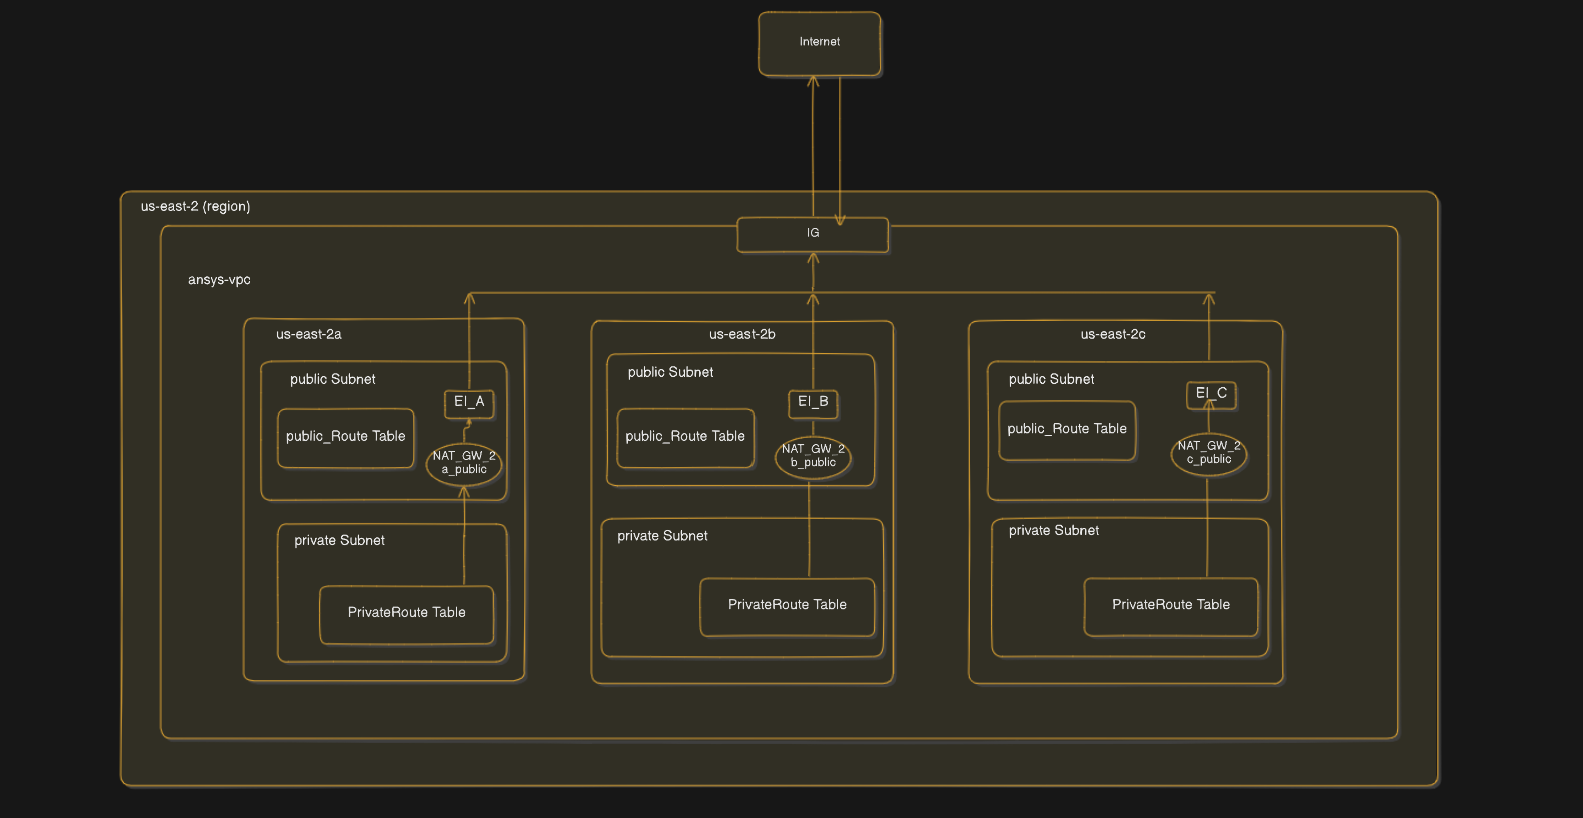 Internet
us-east-2 (region)
IG
ansys-vpc
us-east-2a
public Subnet
EI_A
public_Route Table
NAT_GW_2
a_public
private Subnet
PrivateRoute Table
us-east-2b
public Subnet
EI_B
public_Route Table
NAT_GW_2
b_public
private Subnet
PrivateRoute Table
us-east-2c
public Subnet
EI_C
public_Route Table
NAT_GW_2
c_public
private Subnet
PrivateRoute Table